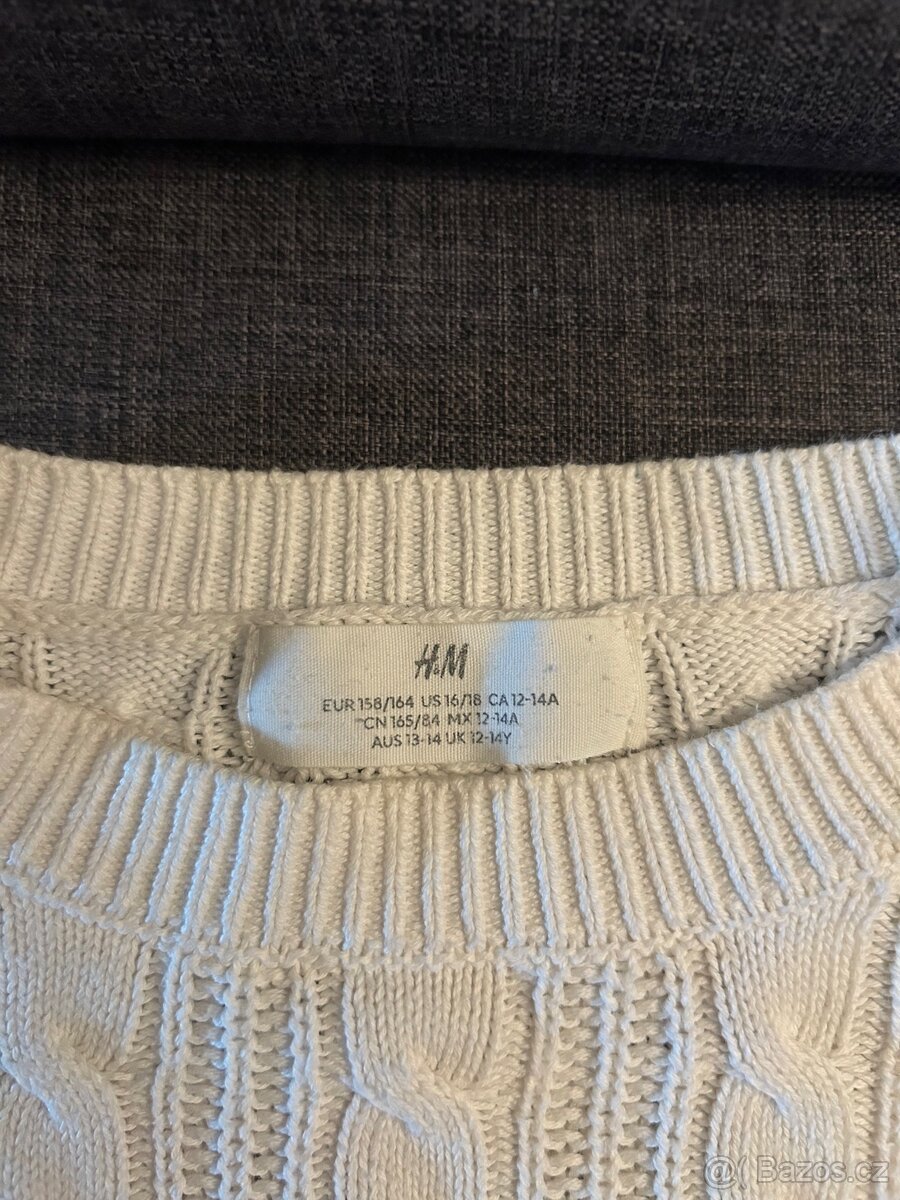 H&M
EUR 158/164 US 16/18 CA 12-14A
CN 165/84 MX 12-14A
AUS 13-14 UK 12-14Y
@( Bazos.cz